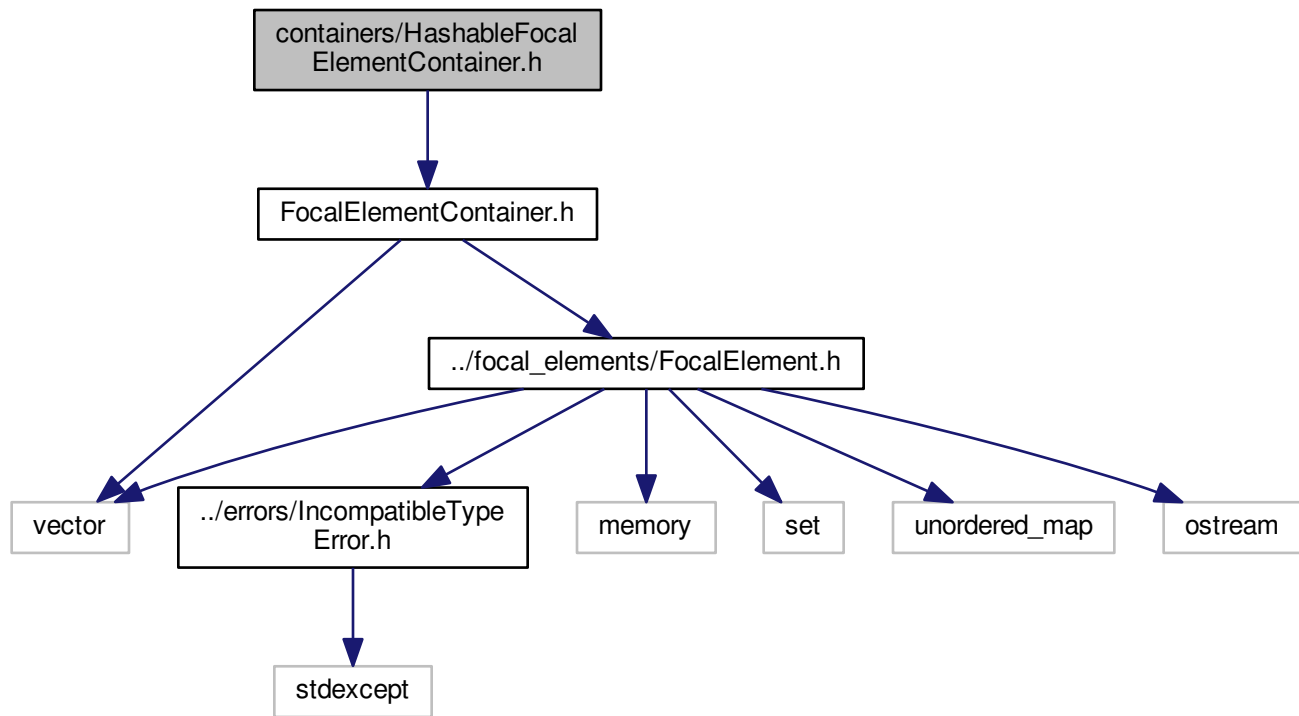 containers/HashableFocal
ElementContainer.h
FocalElementContainer.h
../focal_elements/FocalElement.h
vector
../errors/IncompatibleType
Error.h
memory
set
unordered_map
ostream
stdexcept